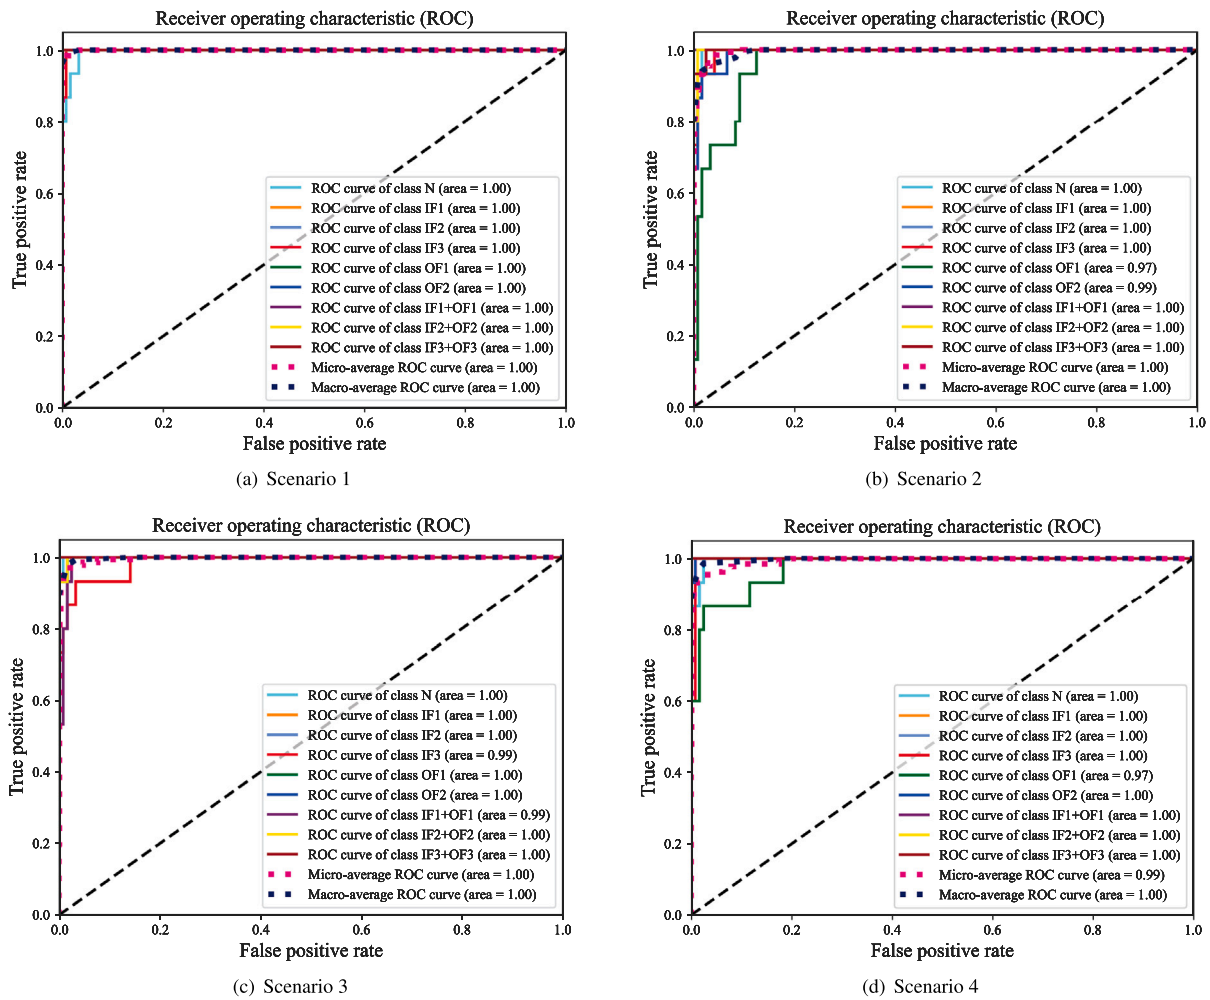 Receiver operating characteristic (ROC)
True positive rate
1.0
0.8
0.6
0.4
0.2
0.0
ROC curve of class N (area = 1.00)
ROC curve of class IF1 (area = 1.00)
ROC curve of class IF2 (area = 1.00)
ROC curve of class IF3 (area = 1.00)
ROC curve of class OF1 (area = 1.00)
ROC curve of class OF2 (area = 1.00)
ROC curve of class IF1+OF1 (area = 1.00)
ROC curve of class IF2+OF2 (area = 1.00)
ROC curve of class IF3+OF3 (area = 1.00)
Micro-average ROC curve (area = 1.00)
Macro-average ROC curve (area = 1.00)
0.0 0.2 0.4 0.6 0.8 1.0
False positive rate
(a) Scenario 1
Receiver operating characteristic (ROC)
True positive rate
1.0
0.8
0.6
0.4
0.2
0.0
ROC curve of class N (area = 1.00)
ROC curve of class IF1 (area = 1.00)
ROC curve of class IF2 (area = 1.00)
ROC curve of class IF3 (area = 1.00)
ROC curve of class OF1 (area = 0.97)
ROC curve of class OF2 (area = 0.99)
ROC curve of class IF1+OF1 (area = 1.00)
ROC curve of class IF2+OF2 (area = 1.00)
ROC curve of class IF3+OF3 (area = 1.00)
Micro-average ROC curve (area = 1.00)
Macro-average ROC curve (area = 1.00)
0.0 0.2 0.4 0.6 0.8 1.0
False positive rate
(b) Scenario 2
Receiver operating characteristic (ROC)
True positive rate
1.0
0.8
0.6
0.4
0.2
0.0
ROC curve of class N (area = 1.00)
ROC curve of class IF1 (area = 1.00)
ROC curve of class IF2 (area = 1.00)
ROC curve of class IF3 (area = 0.99)
ROC curve of class OF1 (area = 1.00)
ROC curve of class OF2 (area = 1.00)
ROC curve of class IF1+OF1 (area = 0.99)
ROC curve of class IF2+OF2 (area = 1.00)
ROC curve of class IF3+OF3 (area = 1.00)
Micro-average ROC curve (area = 1.00)
Macro-average ROC curve (area = 1.00)
0.0 0.2 0.4 0.6 0.8 1.0
False positive rate
(c) Scenario 3
Receiver operating characteristic (ROC)
True positive rate
1.0
0.8
0.6
0.4
0.2
0.0
ROC curve of class N (area = 1.00)
ROC curve of class IF1 (area = 1.00)
ROC curve of class IF2 (area = 1.00)
ROC curve of class IF3 (area = 1.00)
ROC curve of class OF1 (area = 0.97)
ROC curve of class OF2 (area = 1.00)
ROC curve of class IF1+OF1 (area = 1.00)
ROC curve of class IF2+OF2 (area = 1.00)
ROC curve of class IF3+OF3 (area = 1.00)
Micro-average ROC curve (area = 0.99)
Macro-average ROC curve (area = 1.00)
0.0 0.2 0.4 0.6 0.8 1.0
False positive rate
(d) Scenario 4